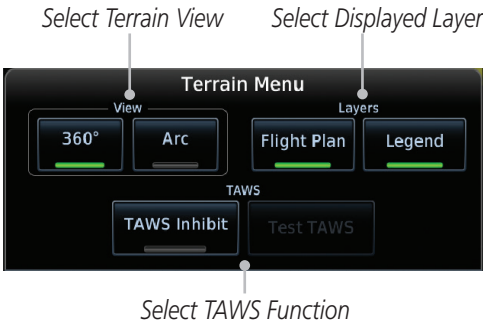 Select Terrain View Select Displayed Layer
Terrain Menu
View Layers
360° Arc Flight Plan Legend
TAWS
TAWS Inhibit Test TAWS
Select TAWS Function